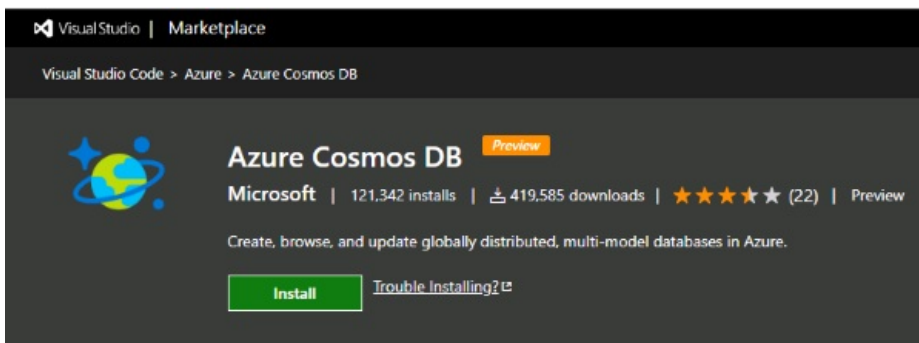 Visual Studio | Marketplace
Visual Studio Code > Azure > Azure Cosmos DB
Azure Cosmos DB Preview
Microsoft | 121,342 installs | 419,585 downloads | (22) | Preview
Create, browse, and update globally distributed, multi-model databases in Azure.
Install Trouble Installing?